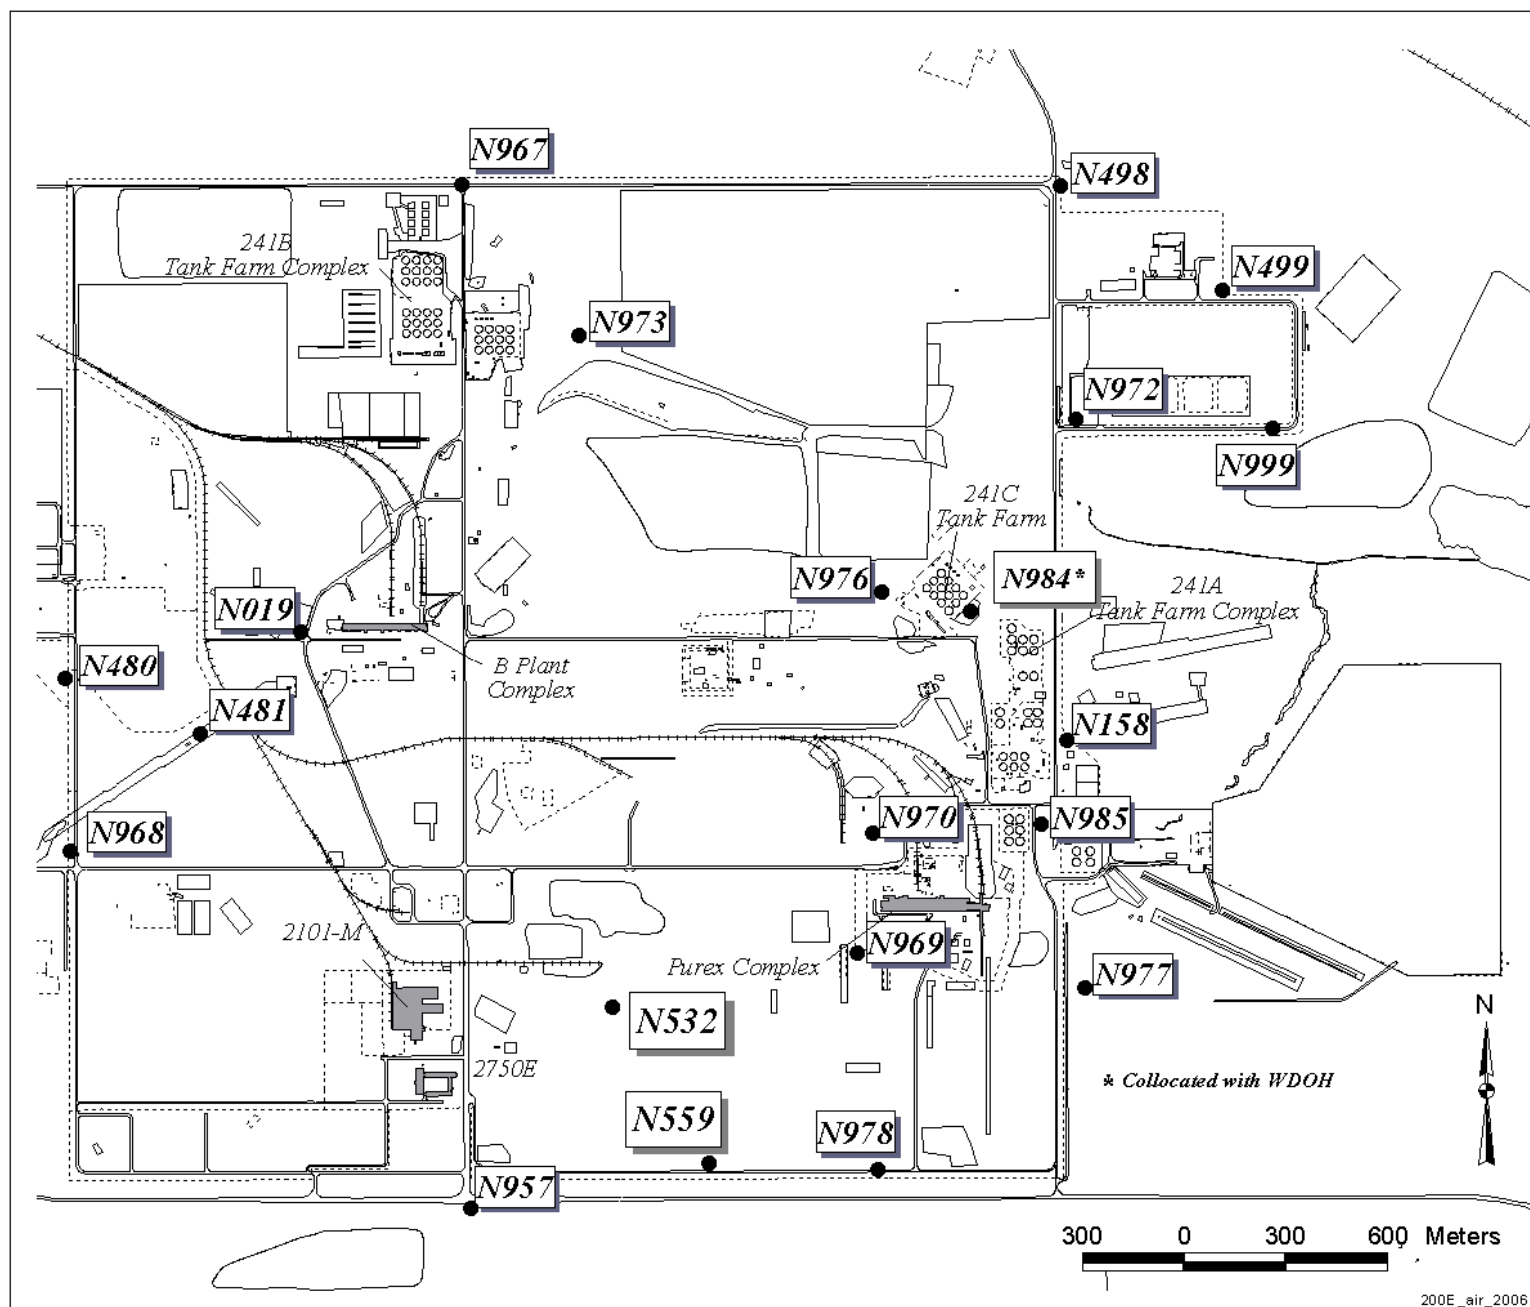 N967
N498
241B
Tank Farm Complex
N499
N973
N972
N999
241C
Tank Farm
N976
N984*
241A
Tank Farm Complex
N019
N480
B Plant
Complex
N481
N158
N968
N970
N985
2101-M
N969
Purex Complex
N977
N532
N
2750E
* Collocated with WDOH
N559
N978
N957
300 0 300 600 Meters
200E_air_2006